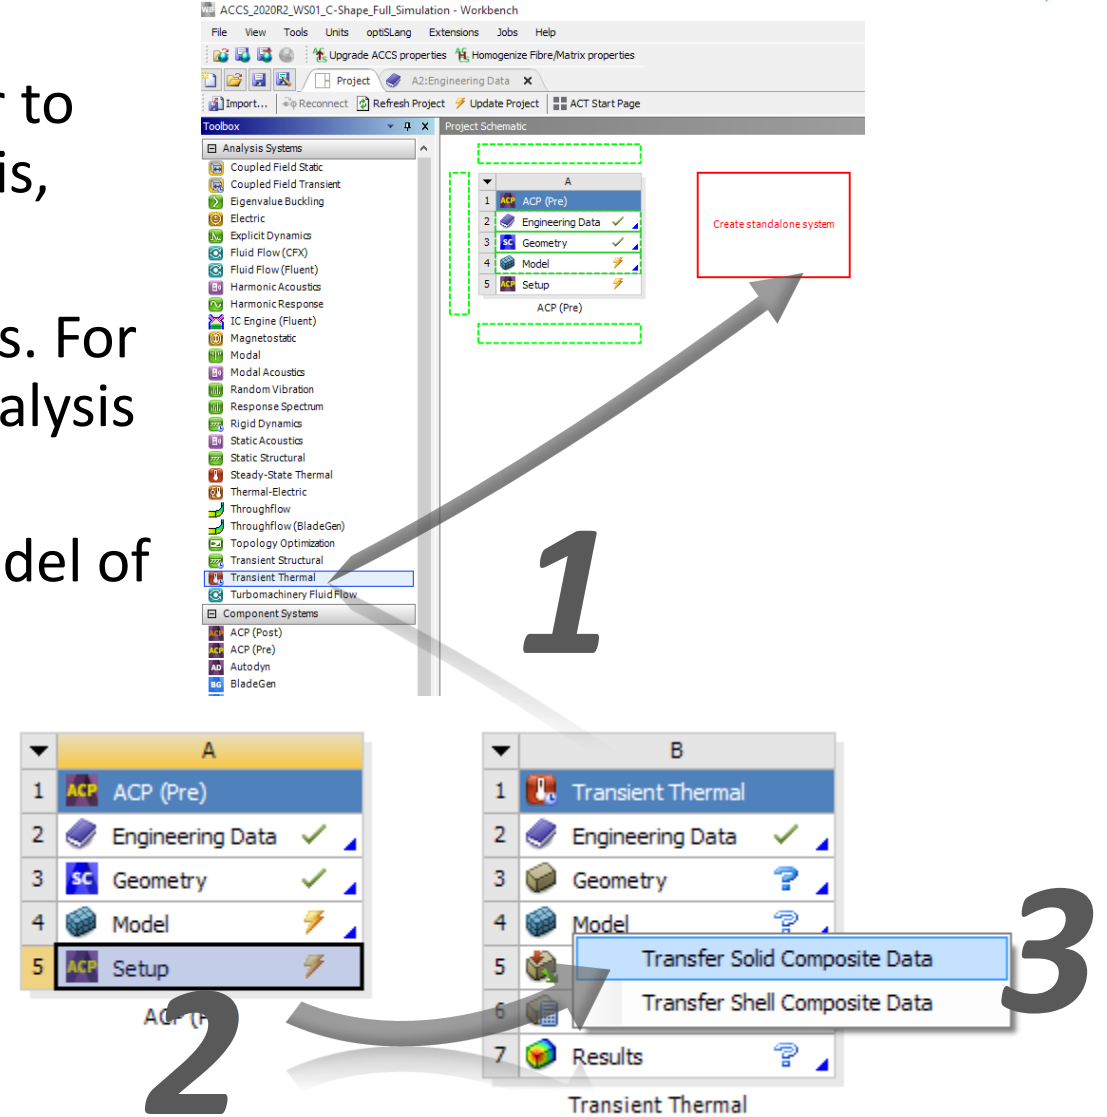 ACCS_2020R2_WS01_C-Shape_Full_Simulation - Workbench
File View Tools Units optiSLang Extensions Jobs Help
Upgrade ACCS properties Homogenize Fibre/Matrix properties
Project A2:Engineering Data
Import... Reconnect Refresh Project Update Project ACT Start Page
to
is,
s. For
alysis
del of
Toolbox
Analysis Systems
Coupled Field Static
Coupled Field Transient
Eigenvalue Buckling
Electric
Explicit Dynamics
Fluid Flow (CFX)
Fluid Flow (Fluent)
Harmonic Acoustics
Harmonic Response
IC Engine (Fluent)
Magnetostatic
Modal
Modal Acoustics
Random Vibration
Response Spectrum
Rigid Dynamics
Static Acoustics
Static Structural
Steady-State Thermal
Thermal-Electric
Throughflow
Throughflow (BladeGen)
Topology Optimization
Transient Structural
Transient Thermal
Turbomachinery Fluid Flow
Component Systems
ACP (Post)
ACP (Pre)
Autodyn
BladeGen
Project Schematic
A
1 ACP ACP (Pre)
2 Engineering Data
3 SC Geometry
4 Model
5 ACP Setup
ACP (Pre)
Create standalone system
1
A
1 ACP ACP (Pre)
2 Engineering Data
3 SC Geometry
4 Model
5 ACP Setup
2
B
1 Transient Thermal
2 Engineering Data
3 Geometry ?
4 Model ?
5
6
7 Results ?
Transient Thermal
Transfer Solid Composite Data
Transfer Shell Composite Data
3